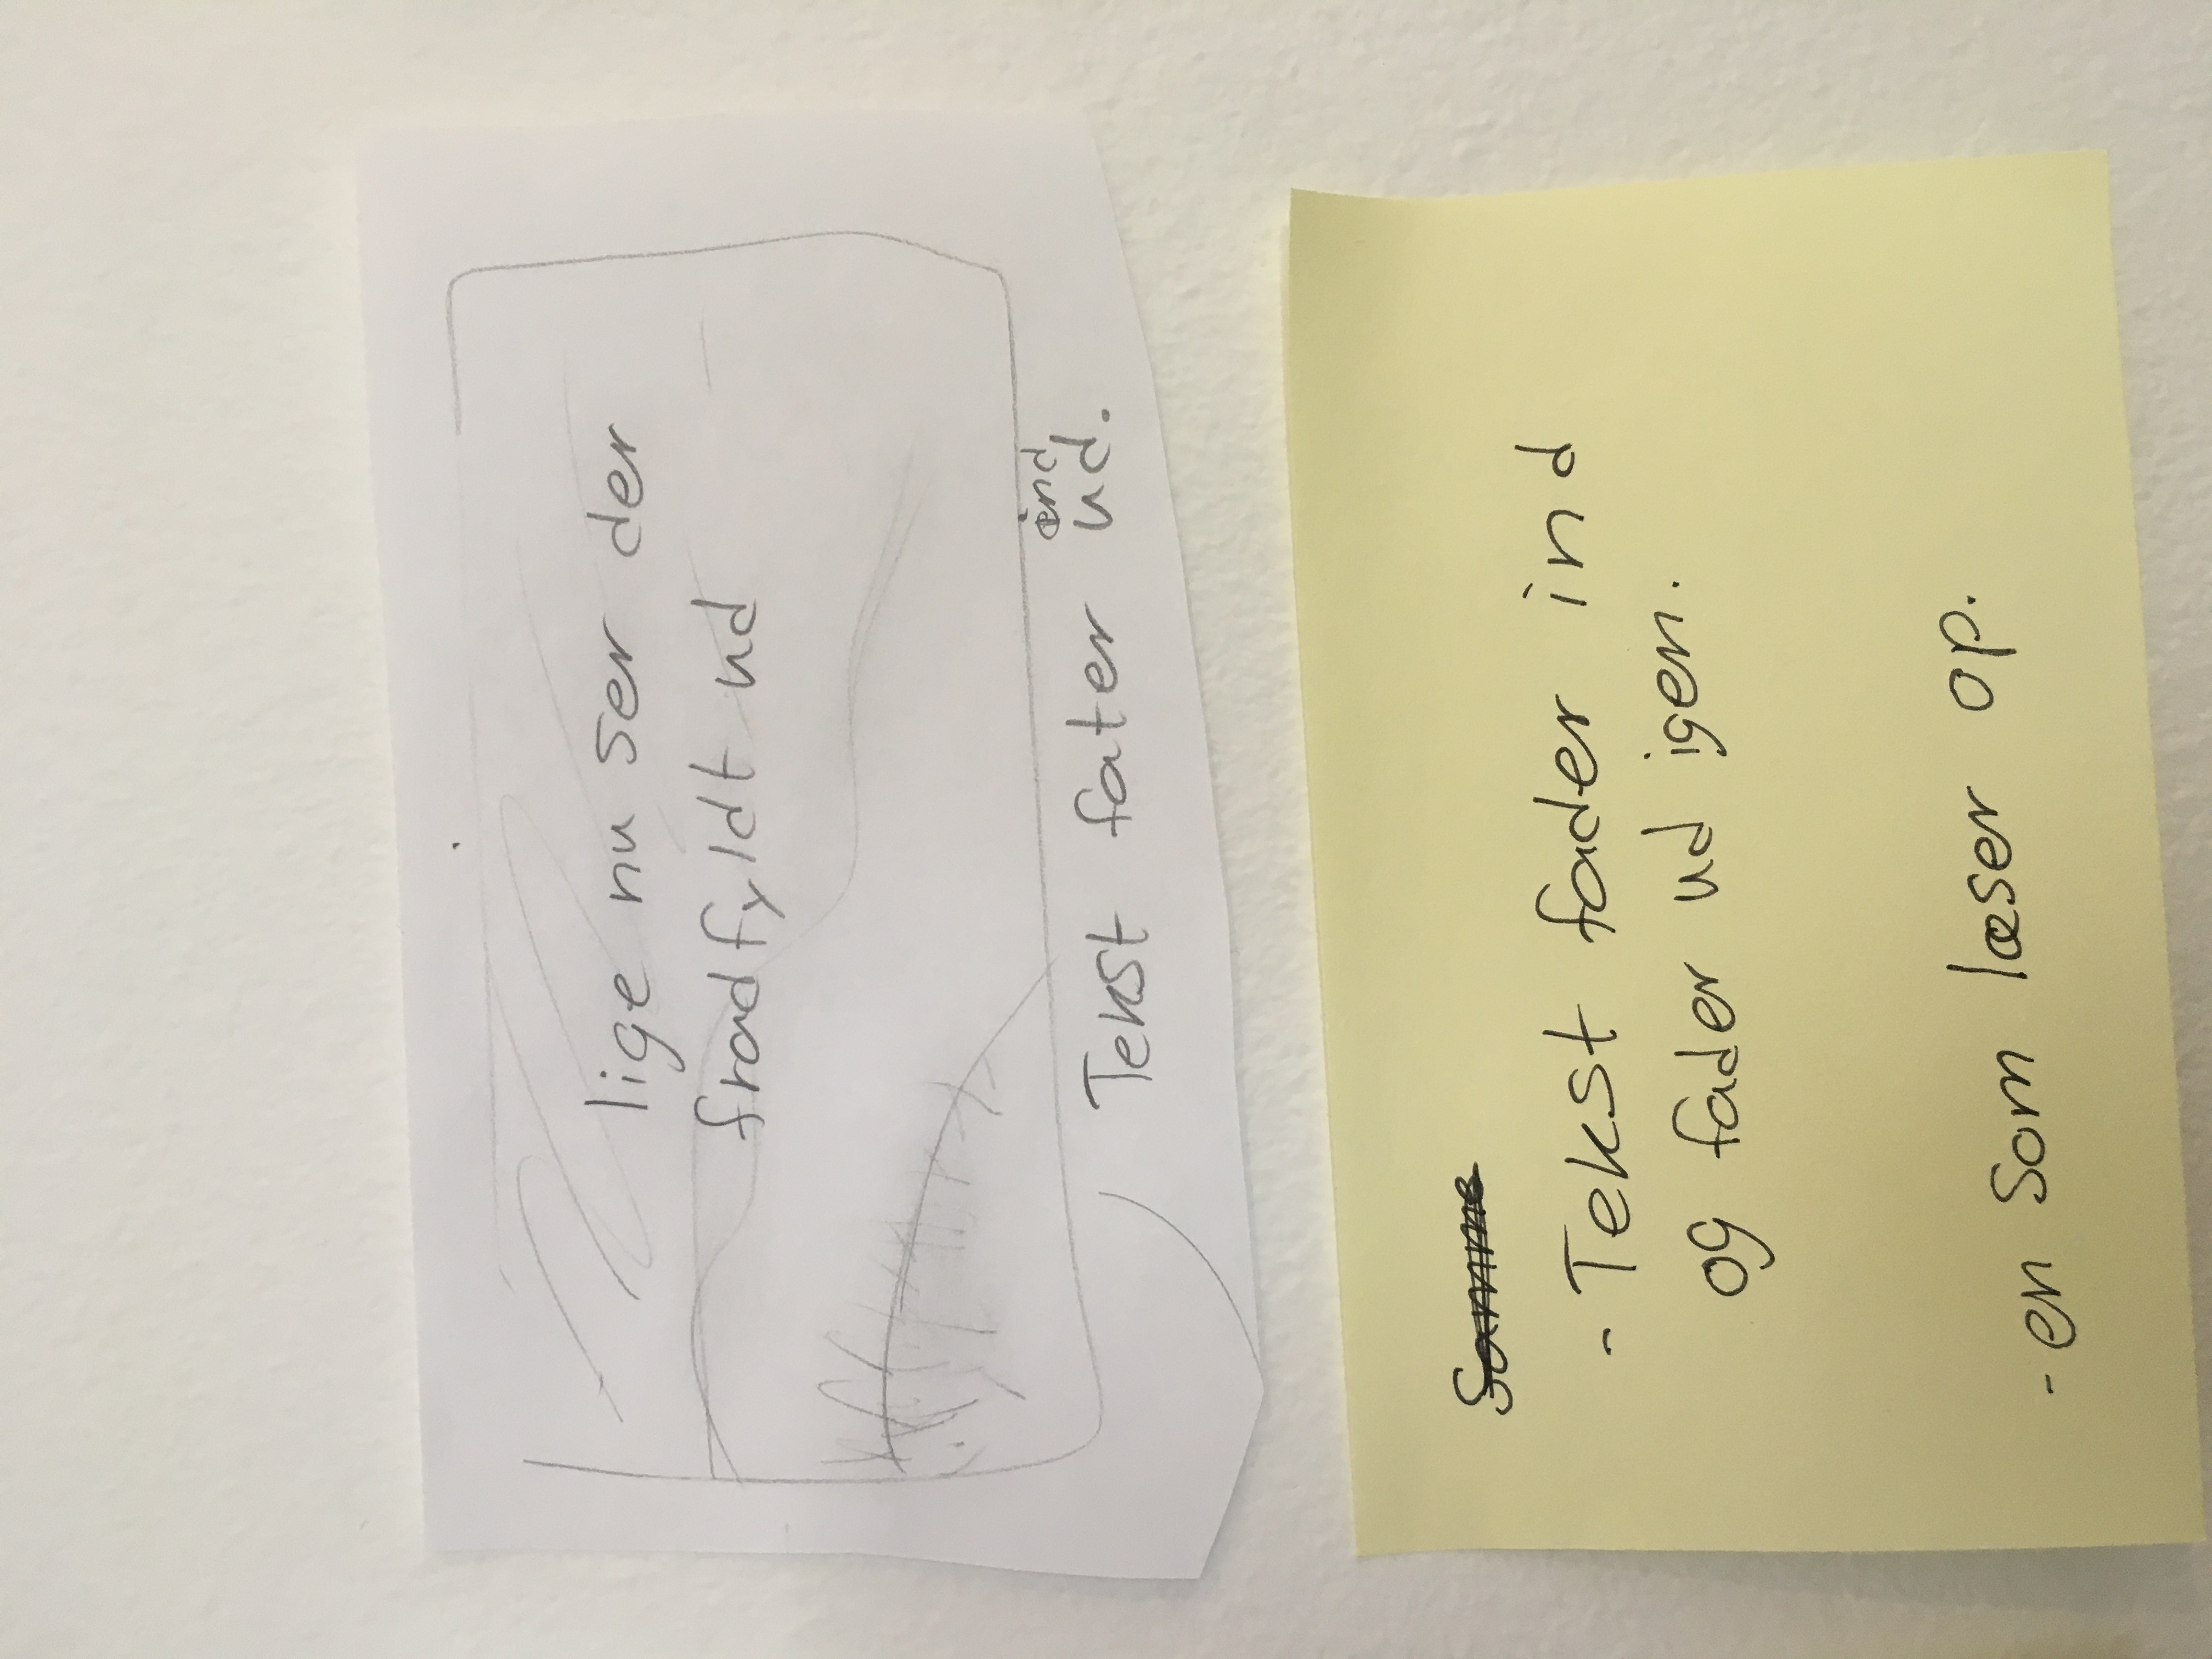 lige nu ser der
fradfyldt ud
ind
Tekst fater ud.
Samme
- Tekst fader ind
og fader ud igen.
- en som læser op.